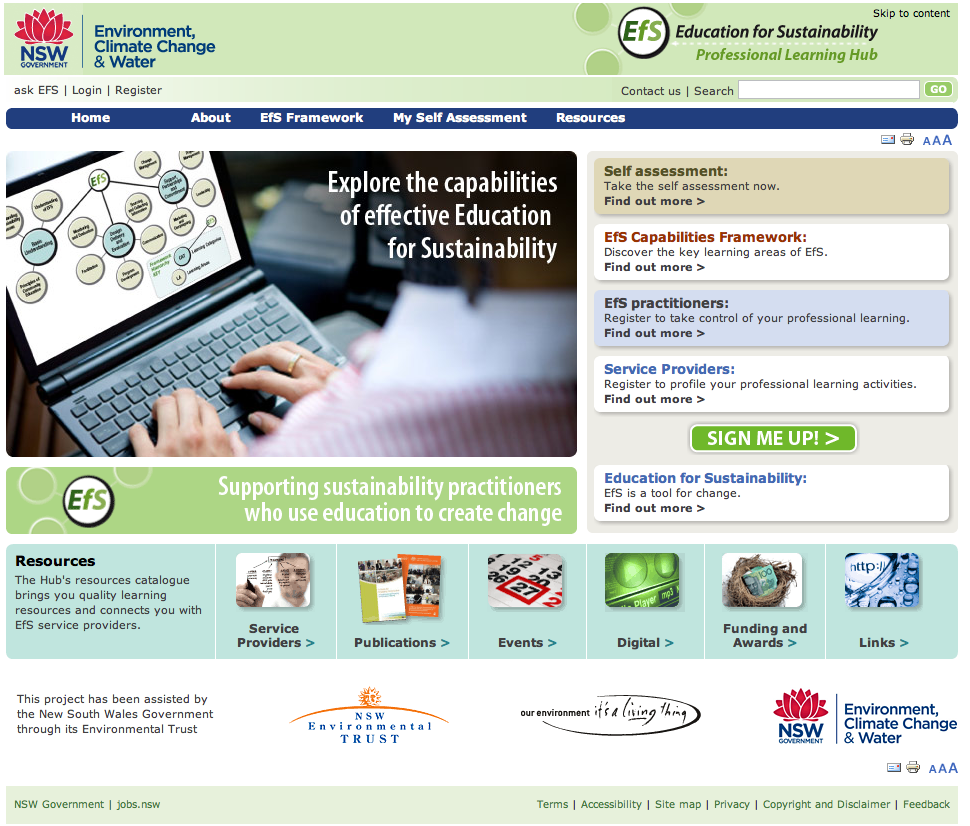 Skip to content
NSW
GOVERNMENT
Environment,
Climate Change
& Water
EfS
Education for Sustainability
Professional Learning Hub
ask EFS | Login | Register
Contact us | Search
GO
Home About EfS Framework My Self Assessment Resources
AAA
Explore the capabilities
of effective Education
for Sustainability
EfS
Self assessment:
Take the self assessment now.
Find out more >
EfS Capabilities Framework:
Discover the key learning areas of EfS.
Find out more >
EfS practitioners:
Register to take control of your professional learning.
Find out more >
Service Providers:
Register to profile your professional learning activities.
Find out more >
SIGN ME UP! >
Education for Sustainability:
EfS is a tool for change.
Find out more >
EfS
Supporting sustainability practitioners
who use education to create change
Resources
The Hub's resources catalogue
brings you quality learning
resources and connects you with
EfS service providers.
Service
Providers >
Publications >
27
Events >
Player mp3
Digital >
Funding and
Awards >
http://
Links >
This project has been assisted by
the New South Wales Government
through its Environmental Trust
NSW
Environmental
TRUST
our environment it's a living thing
NSW
GOVERNMENT
Environment,
Climate Change
& Water
AAA
NSW Government | jobs.nsw
Terms | Accessibility | Site map | Privacy | Copyright and Disclaimer | Feedback